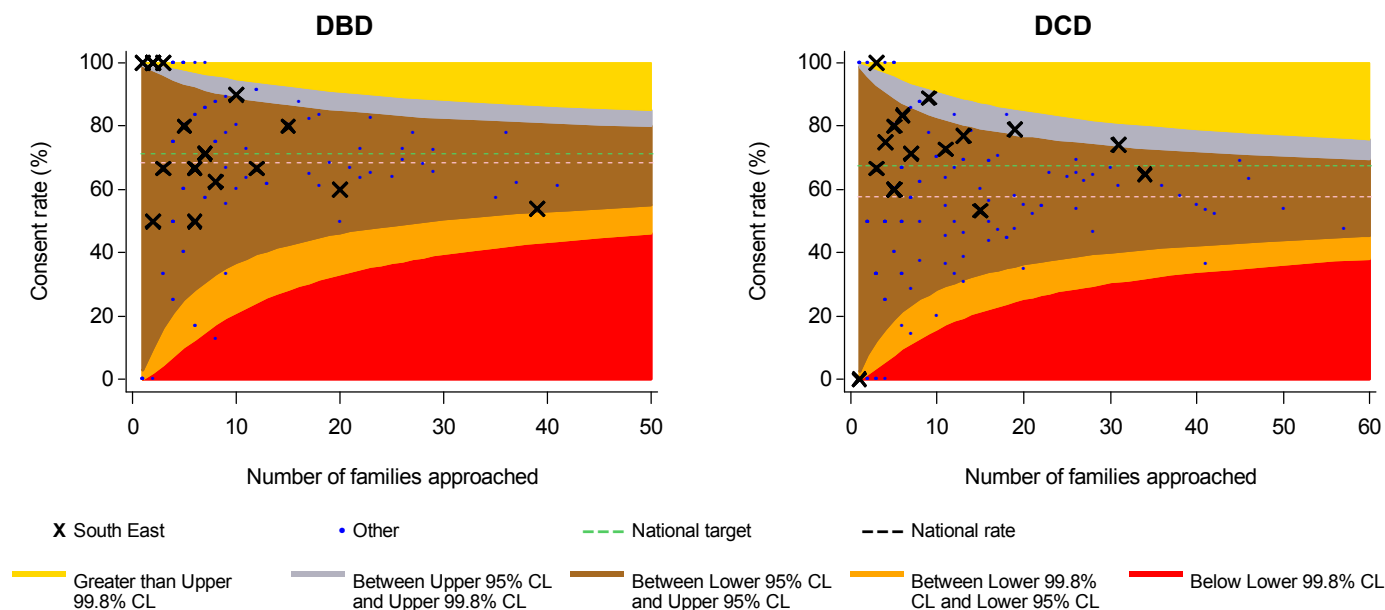 DBD
DCD
Consent rate (%)
100
80
60
40
20
0
0 10 20 30 40 50
Number of families approached
Consent rate (%)
100
80
60
40
20
0
0 10 20 30 40 50 60
Number of families approached
X South East
Other
National target
National rate
Greater than Upper
99.8% CL
Between Upper 95% CL
and Upper 99.8% CL
Between Lower 95% CL
and Upper 95% CL
Between Lower 99.8%
CL and Lower 95% CL
Below Lower 99.8% CL